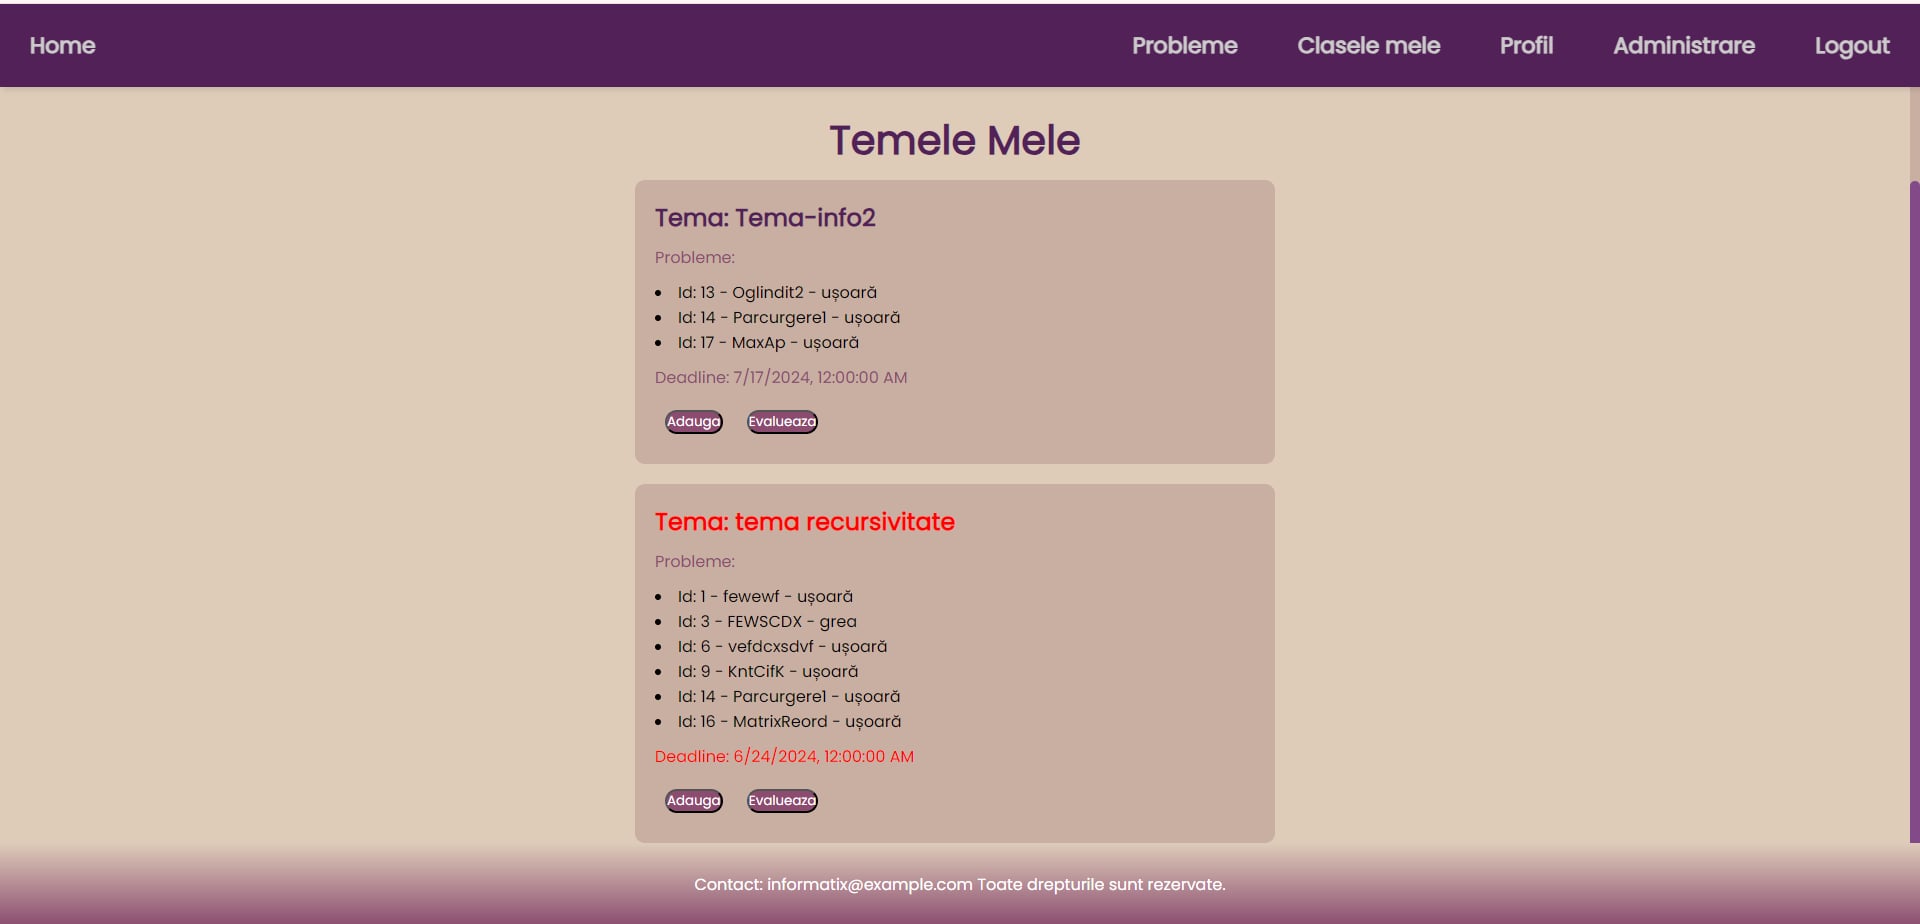 Home Probleme Clasele mele Profil Administrare Logout
Temele Mele
Tema: Tema-info2
Probleme:
Id: 13 - Oglindit2 - ușoară
Id: 14 - Parcurgere1 - ușoară
Id: 17 - MaxAp - ușoară
Deadline: 7/17/2024, 12:00:00 AM
Adauga Evalueaza
Tema: tema recursivitate
Probleme:
Id: 1 - fewewf - ușoară
Id: 3 - FEWSCDX - grea
Id: 6 - vefdcxsdvf - ușoară
Id: 9 - KntCifK - ușoară
Id: 14 - Parcurgere1 - ușoară
Id: 16 - MatrixReord - ușoară
Deadline: 6/24/2024, 12:00:00 AM
Adauga Evalueaza
Contact: informatix@example.com Toate drepturile sunt rezervate.